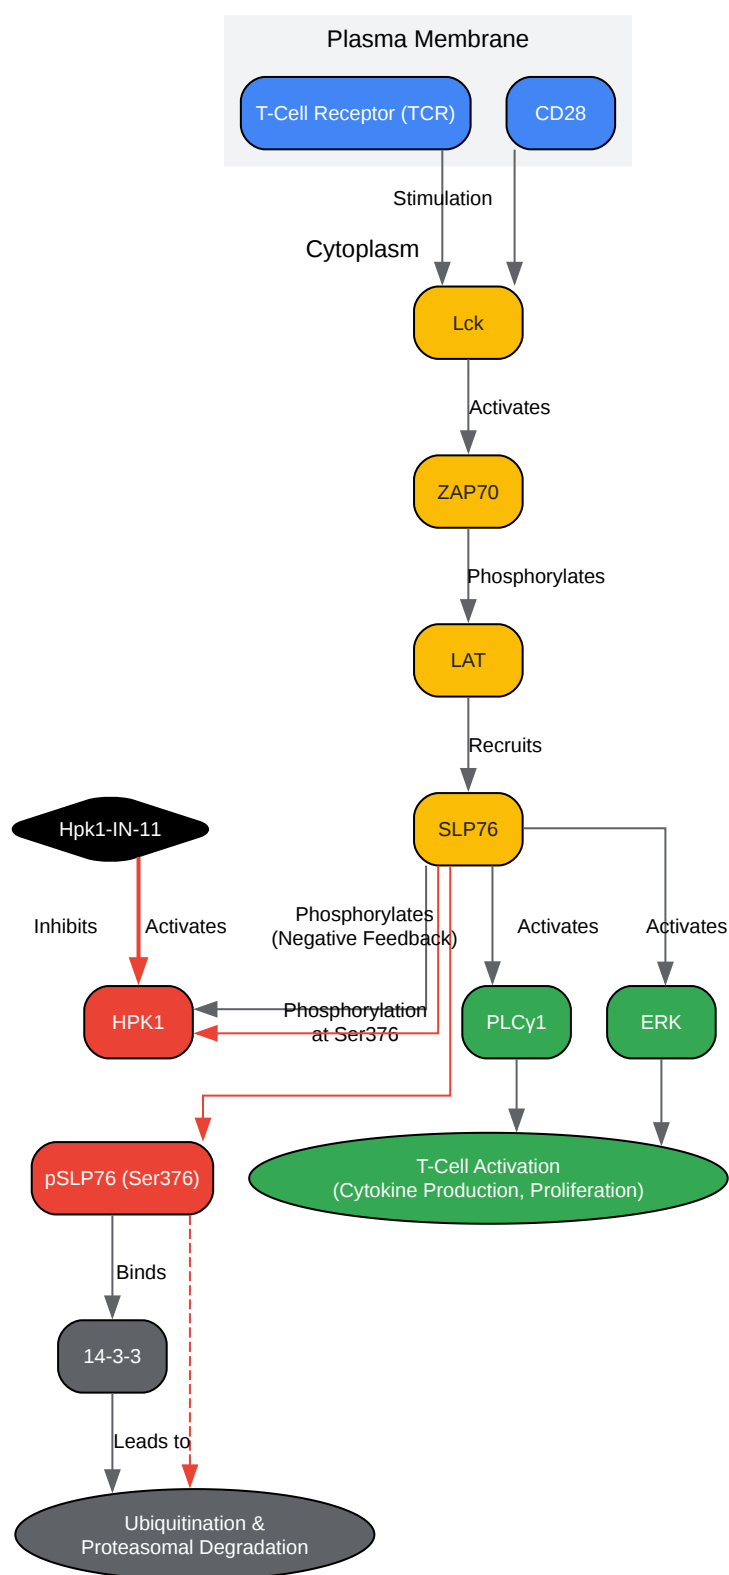 Plasma Membrane
T-Cell Receptor (TCR)
CD28
Stimulation
Cytoplasm
Lck
Activates
ZAP70
Phosphorylates
LAT
Recruits
Hpk1-IN-11
SLP76
Inhibits
Activates
Phosphorylates
(Negative Feedback)
Activates
Activates
HPK1
Phosphorylation
at Ser376
PLCγ1
ERK
pSLP76 (Ser376)
T-Cell Activation
(Cytokine Production, Proliferation)
Binds
14-3-3
Leads to
Ubiquitination &
Proteasomal Degradation